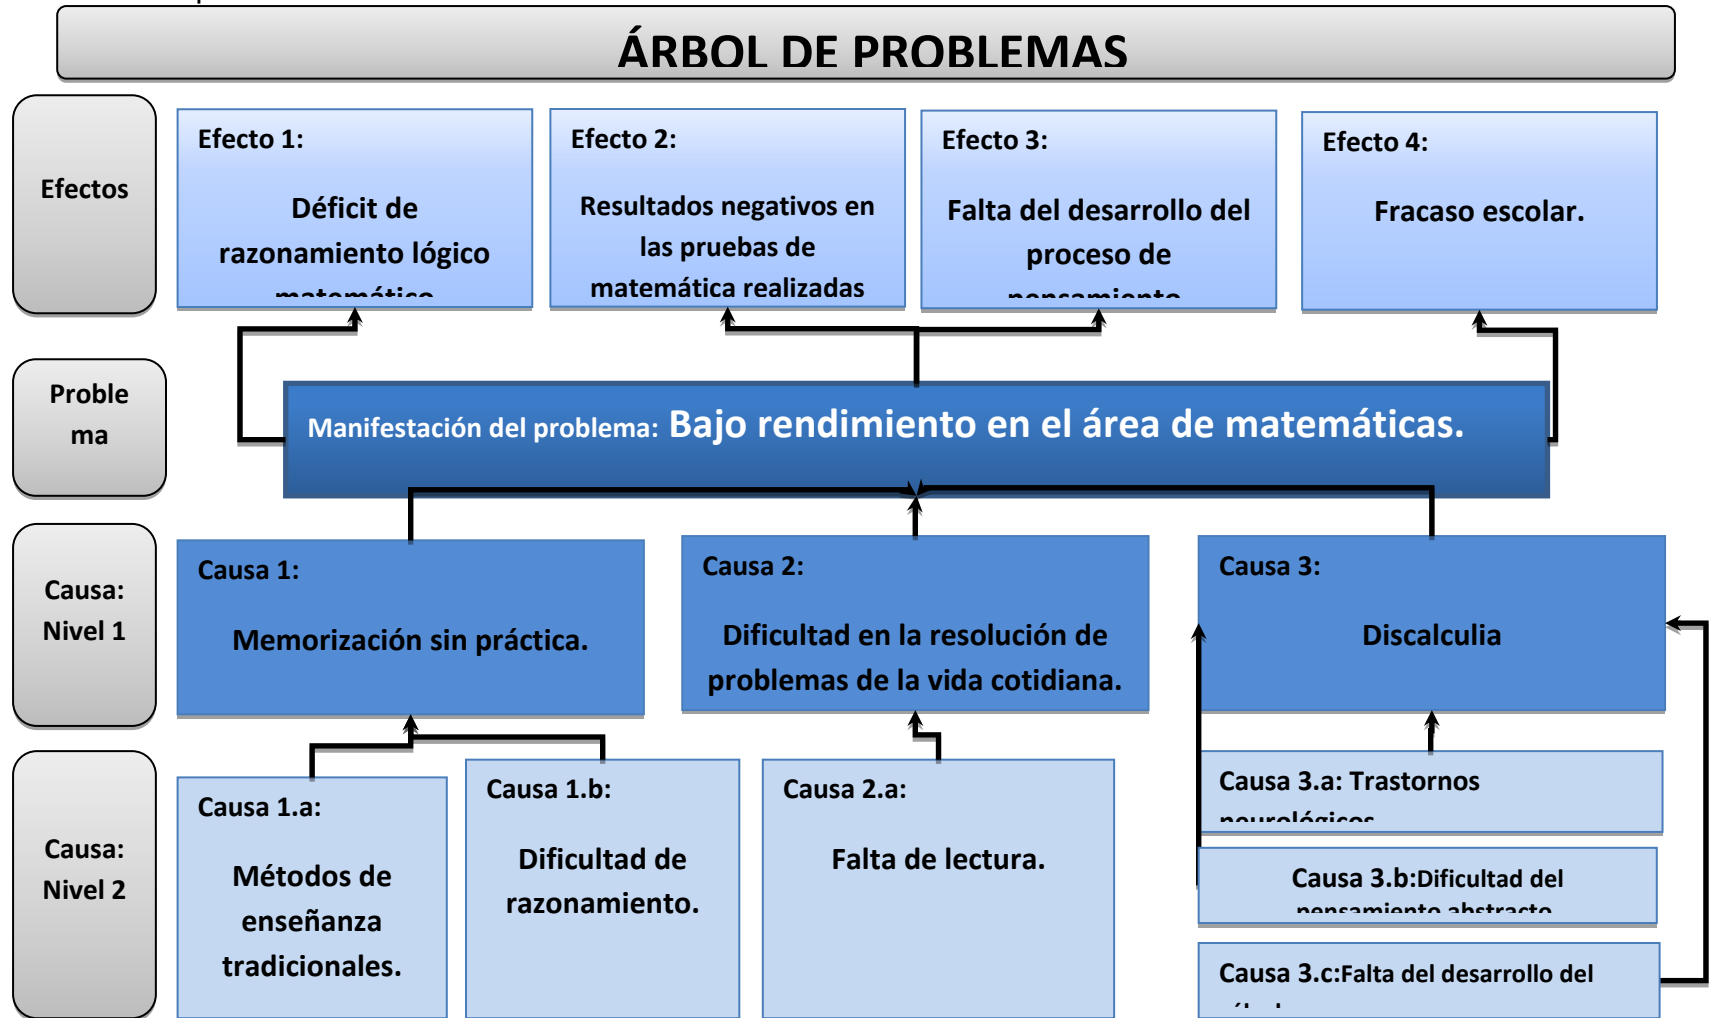 ÁRBOL DE PROBLEMAS
Efectos
Efecto 1:
Déficit de
razonamiento lógico
matemático
Efecto 2:
Resultados negativos en
las pruebas de
matemática realizadas
Efecto 3:
Falta del desarrollo del
proceso de
pensamiento
Efecto 4:
Fracaso escolar.
Proble
ma
Manifestación del problema: Bajo rendimiento en el área de matemáticas.
Causa:
Nivel 1
Causa 1:
Memorización sin práctica.
Causa 2:
Dificultad en la resolución de
problemas de la vida cotidiana.
Causa 3:
Discalculia
Causa:
Nivel 2
Causa 1.a:
Métodos de
enseñanza
tradicionales.
Causa 1.b:
Dificultad de
razonamiento.
Causa 2.a:
Falta de lectura.
Causa 3.a: Trastornos
neurológicos
Causa 3.b:Dificultad del
pensamiento abstracto
Causa 3.c:Falta del desarrollo del